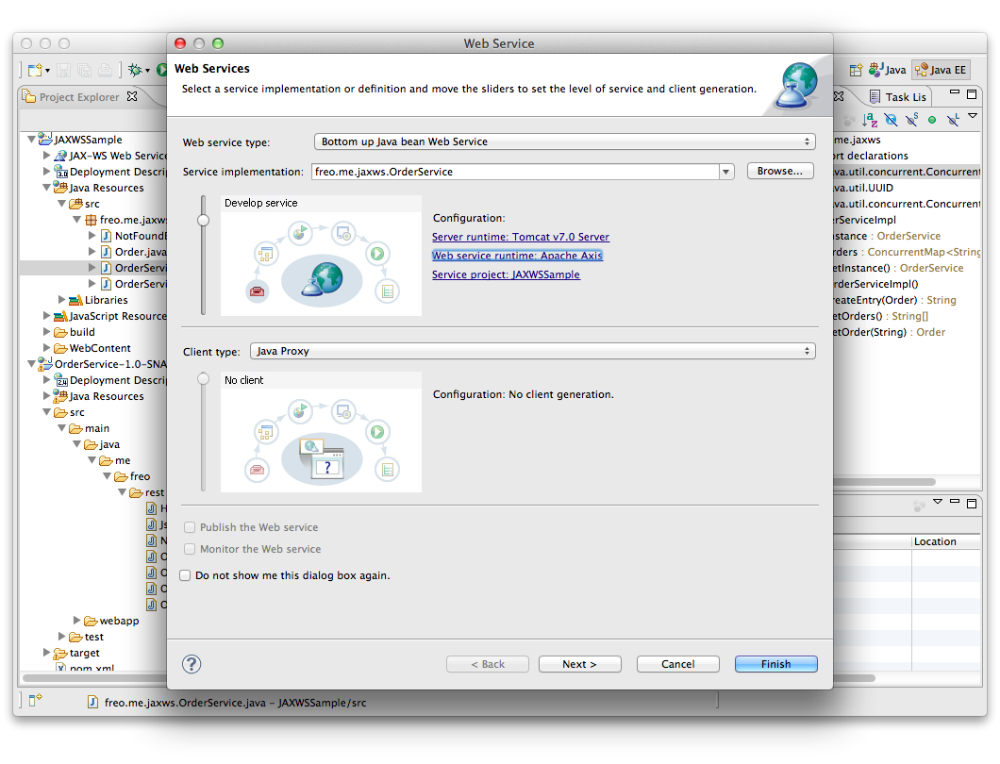 Web Service
Web Services
Select a service implementation or definition and move the sliders to set the level of service and client generation.
Web service type:
Bottom up Java bean Web Service
Service implementation:
freo.me.jaxws.OrderService
Browse...
Develop service
Configuration:
Server runtime: Tomcat v7.0 Server
Web service runtime: Apache Axis
Service project: JAXWSSample
Client type:
Java Proxy
No client
Configuration: No client generation.
?
Publish the Web service
Monitor the Web service
Do not show me this dialog box again.
?
< Back
Next >
Cancel
Finish
Java
Java EE
Project Explorer
JAXWSSample
JAX-WS Web Service
Deployment Descri
Java Resources
src
freo.me.jaxws
NotFoundE
Order.java
OrderServi
OrderServi
Libraries
JavaScript Resource
build
WebContent
OrderService-1.0-SNA
Deployment Descri
Java Resources
src
main
java
me
freo
rest
H
Js
N
O
O
O
O
webapp
test
target
pom.xml
Task Lis
me.jaxws
ort declarations
ava.util.concurrent.Concurrent
ava.util.UUID
ava.util.concurrent.Concurrent
rderServiceImpl
nstance : OrderService
rders : ConcurrentMap<String
etInstance() : OrderService
rderServiceImpl()
reateEntry(Order) : String
etOrders() : String[]
etOrder(String) : Order
Location
freo.me.jaxws.OrderService.java - JAXWSSample/src